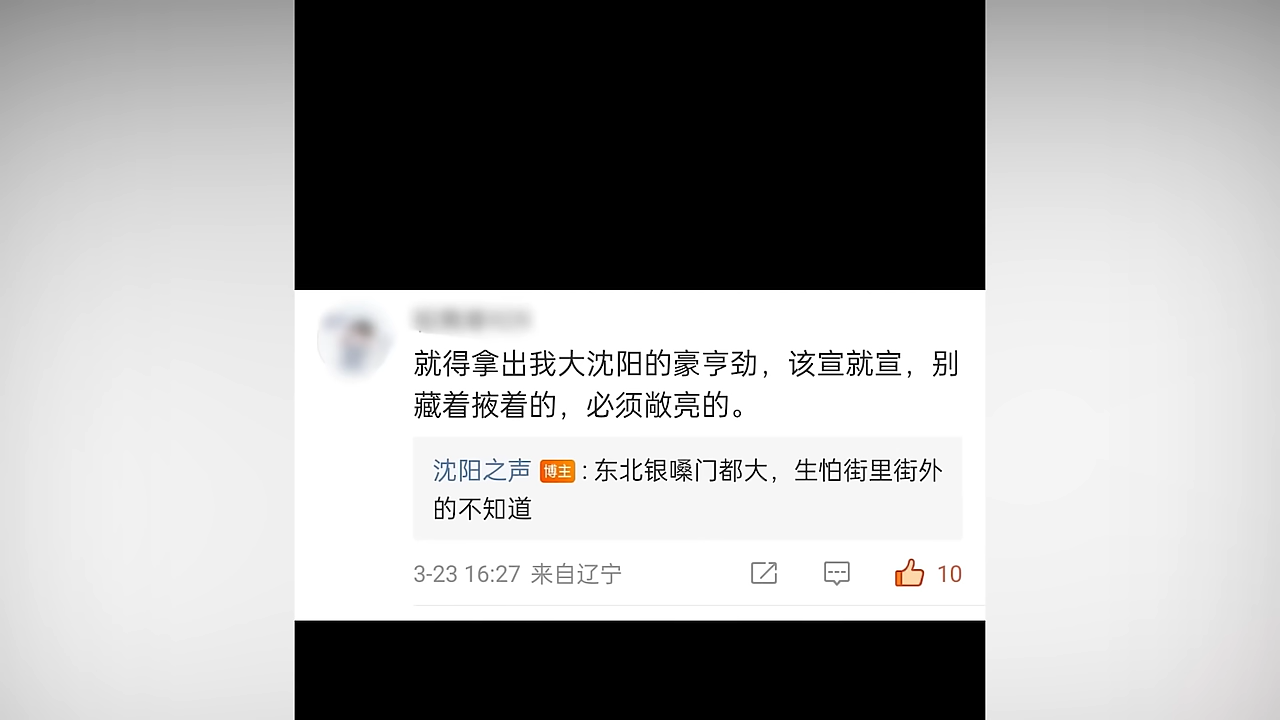 就得拿出我大沈阳的豪亨劲，该宣就宣，别
藏着掖着的，必须敞亮的。
沈阳之声 博主：东北银嗓门都大，生怕街里街外
的不知道
3-23 16:27 来自辽宁
10